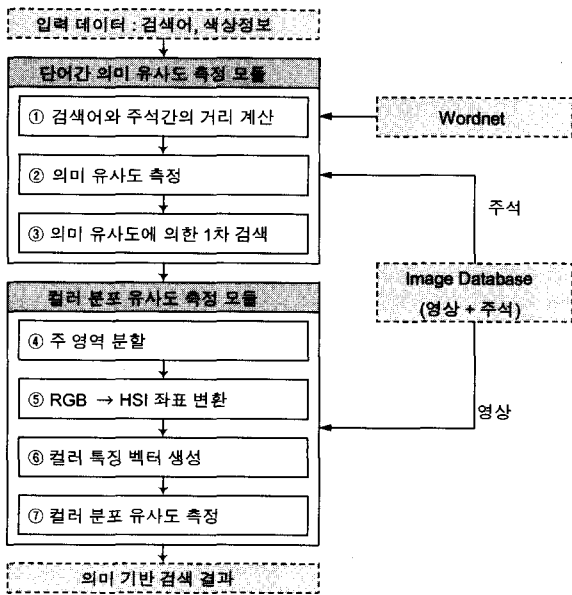 입력 데이터 : 검색어, 색상정보
단어간 의미 유사도 측정 모듈
① 검색어와 주석간의 거리 계산
Wordnet
② 의미 유사도 측정
주석
③ 의미 유사도에 의한 1차 검색
Image Database
(영상 + 주석)
컬러 분포 유사도 측정 모듈
④ 주 영역 분할
⑤ RGB → HSI 좌표 변환
영상
⑥ 컬러 특징 벡터 생성
⑦ 컬러 분포 유사도 측정
의미 기반 검색 결과